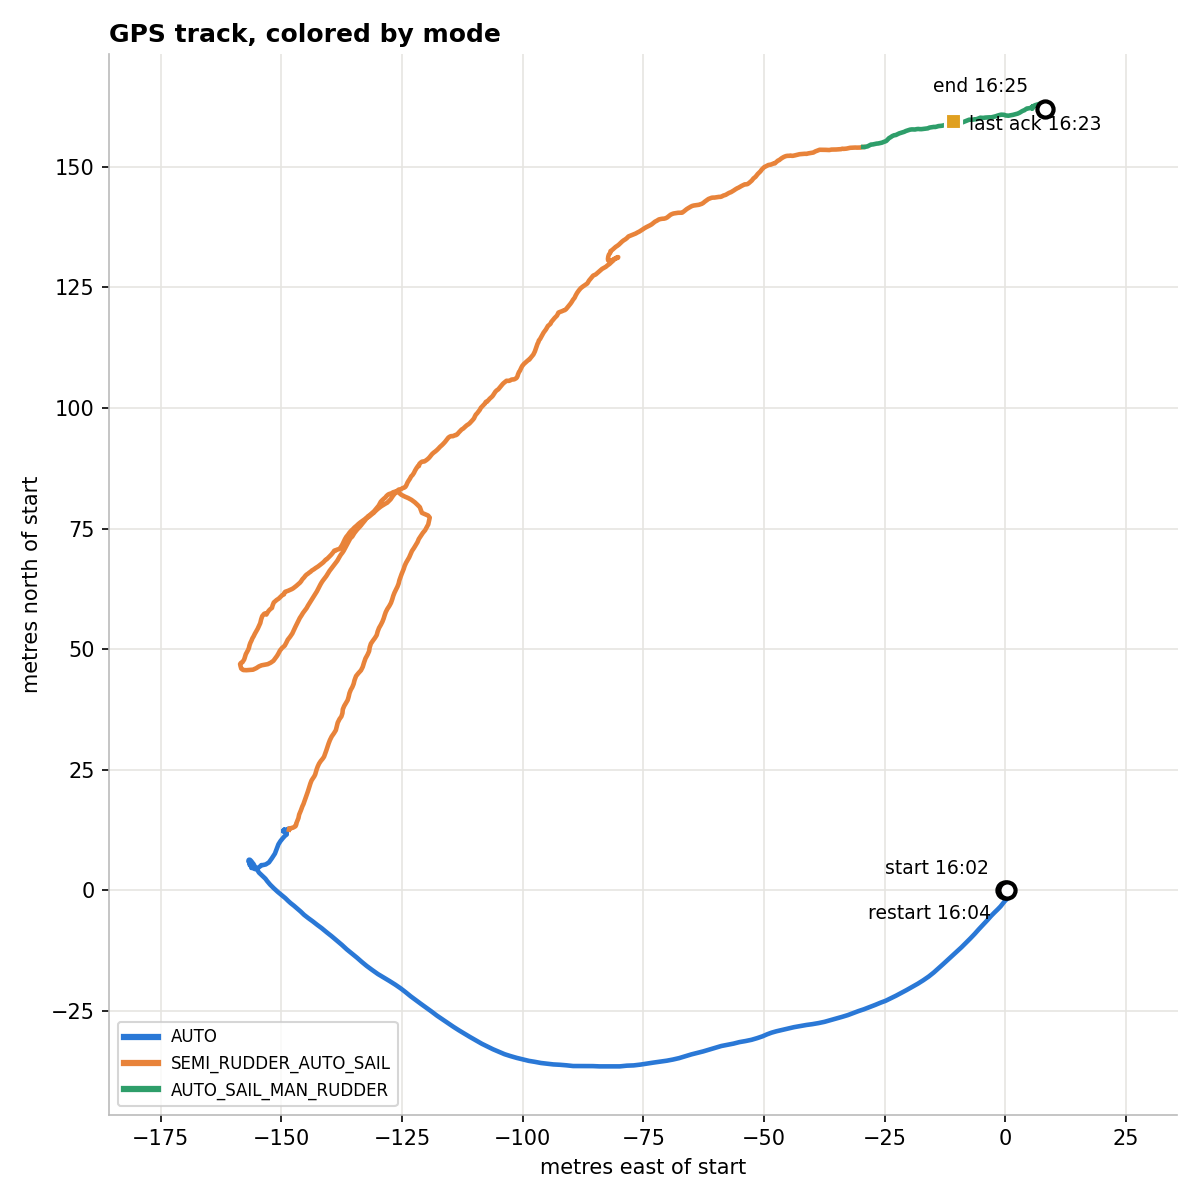 GPS track, colored by mode
end 16:25
last ack 16:23
150
125
100
75
50
25
0
−25
metres north of start
start 16:02
restart 16:04
AUTO
SEMI_RUDDER_AUTO_SAIL
AUTO_SAIL_MAN_RUDDER
−175 −150 −125 −100 −75 −50 −25 0 25
metres east of start